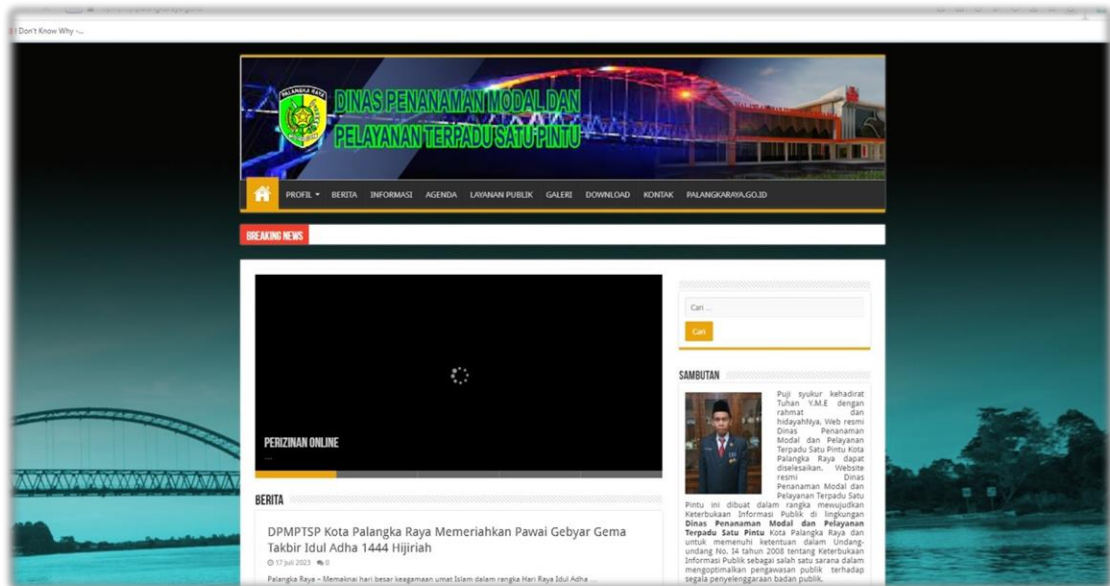 Don't Know Why -...
PALANGKA RAYA
DINAS PENANAMAN MODAL DAN
PELAYANAN TERPADU SATU PINTU
PROFIL BERITA INFORMASI AGENDA LAYANAN PUBLIK GALERI DOWNLOAD KONTAK PALANGKARAYA.GO.ID
BREAKING NEWS
PERIZINAN ONLINE
...
BERITA
DPMPTSP Kota Palangka Raya Memeriahkan Pawai Gebyar Gema
Takbir Idul Adha 1444 Hijiriah
17 Juli 2023 0
Palangka Raya – Memaknai hari besar keagamaan umat Islam dalam rangka Hari Raya Idul Adha ...
Cari ...
Cari
SAMBUTAN
Puji syukur kehadirat
Tuhan Y.M.E dengan
rahmat dan
hidayahNya, Web resmi
Dinas Penanaman
Modal dan Pelayanan
Terpadu Satu Pintu Kota
Palangka Raya dapat
diselesaikan. Website
resmi Dinas
Penanaman Modal dan
Pelayanan Terpadu Satu
Pintu ini dibuat dalam rangka mewujudkan
Keterbukaan Informasi Publik di lingkungan
Dinas Penanaman Modal dan Pelayanan
Terpadu Satu Pintu Kota Palangka Raya dan
untuk memenuhi ketentuan dalam Undang-
undang No. 14 tahun 2008 tentang Keterbukaan
Informasi Publik sebagai salah satu sarana dalam
mengoptimalkan pengawasan publik terhadap
segala penyelenggaraan badan publik.